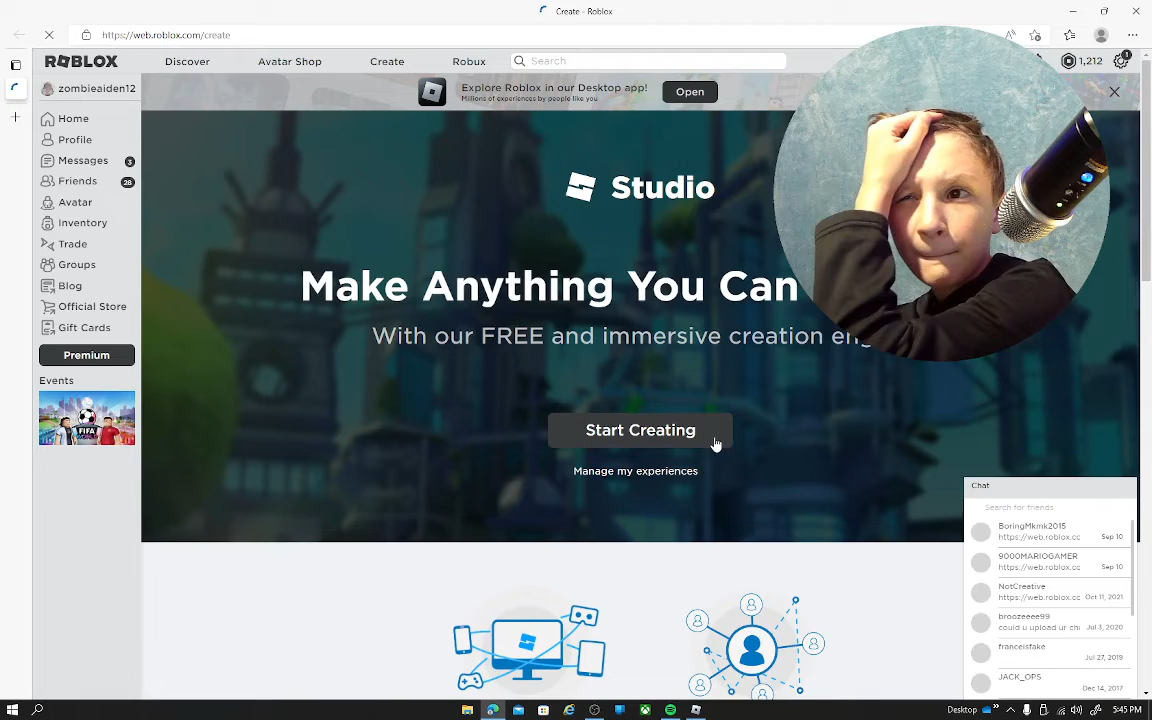 Create - Roblox
https://web.roblox.com/create
ROBLOX
Discover
Avatar Shop
Create
Robux
Search
1,212
1
zombieaiden12
Explore Roblox in our Desktop app!
Millions of experiences by people like you
Open
Home
Profile
Messages
3
Friends
28
Avatar
Inventory
Trade
Groups
Blog
Official Store
Gift Cards
Premium
Events
FIFA
Studio
Make Anything You Can
With our FREE and immersive creation eng
Start Creating
Manage my experiences
Chat
Search for friends
BoringMkmk2015
https://web.roblox.cc
Sep 10
9000MARIOGAMER
https://web.roblox.cc
Sep 10
NotCreative
https://web.roblox.cc
Oct 11, 2021
broozeeee99
could u upload ur ch
Jul 3, 2020
franceisfake
Jul 27, 2019
JACK_OPS
Dec 14, 2017
Desktop
5:45 PM